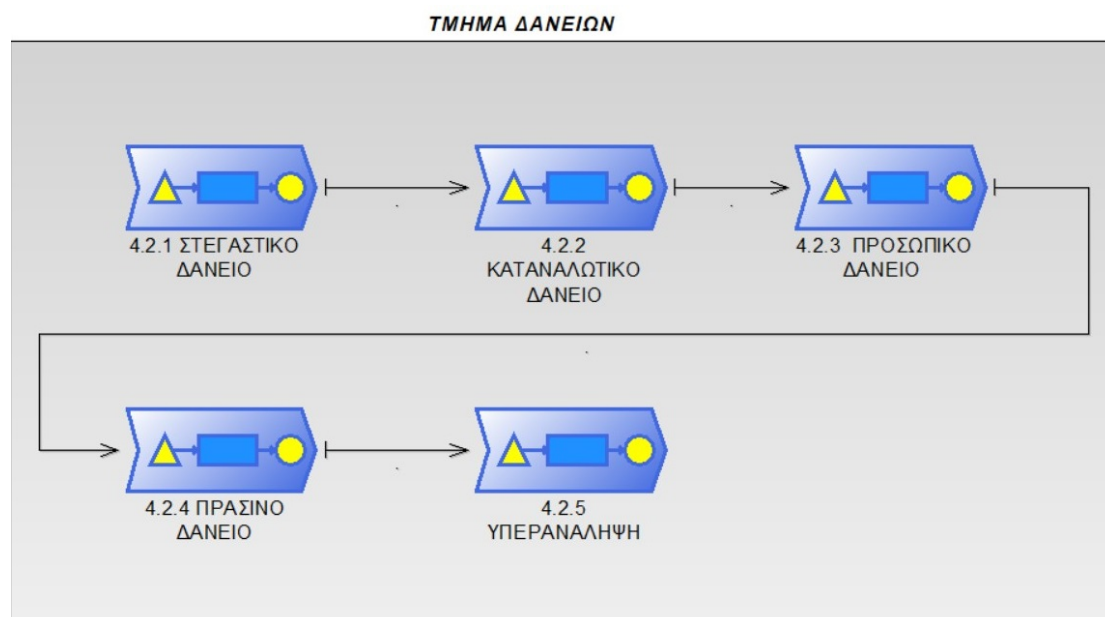 ΤΜΗΜΑ ΔΑΝΕΙΩΝ
4.2.1 ΣΤΕΓΑΣΤΙΚΟ
ΔΑΝΕΙΟ
4.2.2
ΚΑΤΑΝΑΛΩΤΙΚΟ
ΔΑΝΕΙΟ
4.2.3 ΠΡΟΣΩΠΙΚΟ
ΔΑΝΕΙΟ
4.2.4 ΠΡΑΣΙΝΟ
ΔΑΝΕΙΟ
4.2.5
ΥΠΕΡΑΝΑΛΗΨΗ